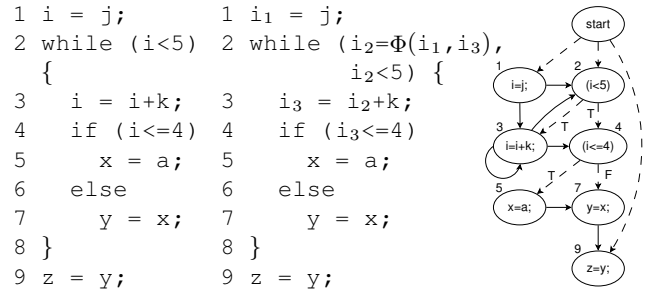 1 i = j;
2 while (i<5)
{
3 i = i+k;
4 if (i<=4)
5 x = a;
6 else
7 y = x;
8 }
9 z = y;
1 i₁ = j;
2 while (i₂=Φ(i₁,i₃),
i₂<5) {
3 i₃ = i₂+k;
4 if (i₃<=4)
5 x = a;
6 else
7 y = x;
8 }
9 z = y;
start
1 2
i=j; (i<5)
T T
3 4
i=i+k; (i<=4)
T F
5 7
x=a; y=x;
9
z=y;